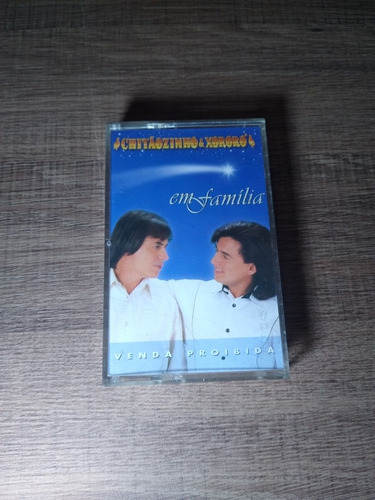 CHITÃOZINHO & XORORÓ
em família
VENDA PROIBIDA